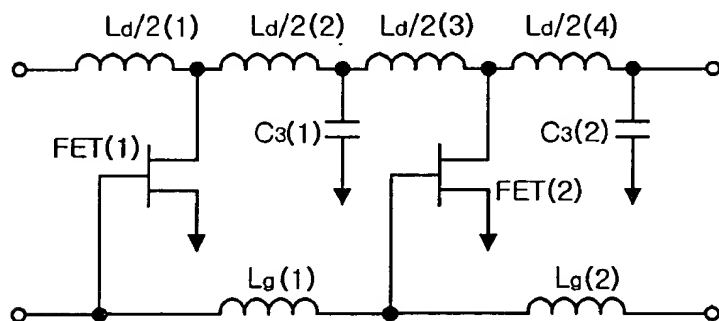 Ld/2(1) Ld/2(2) Ld/2(3) Ld/2(4)
FET(1) C3(1) C3(2)
FET(2)
Lg(1) Lg(2)